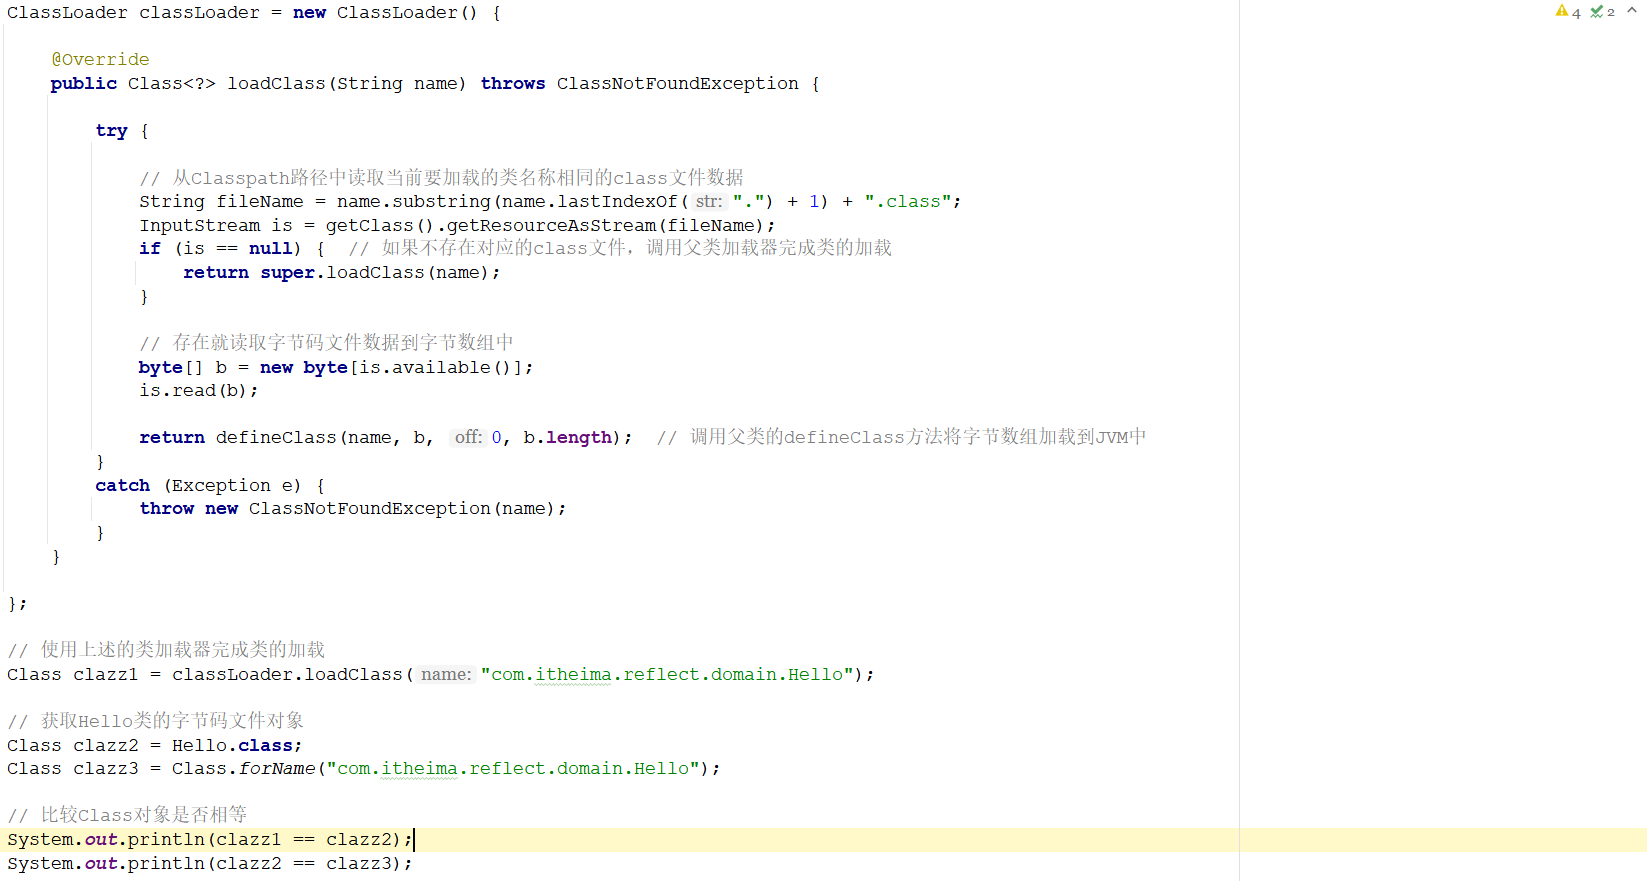 ClassLoader classLoader = new ClassLoader() {
4 2
@Override
public Class<?> loadClass(String name) throws ClassNotFoundException {
try {
// 从Classpath路径中读取当前要加载的类名称相同的class文件数据
String fileName = name.substring(name.lastIndexOf( str: ".") + 1) + ".class";
InputStream is = getClass().getResourceAsStream(fileName);
if (is == null) { // 如果不存在对应的class文件，调用父类加载器完成类的加载
return super.loadClass(name);
}
// 存在就读取字节码文件数据到字节数组中
byte[] b = new byte[is.available()];
is.read(b);
return defineClass(name, b, off: 0, b.length); // 调用父类的defineClass方法将字节数组加载到JVM中
}
catch (Exception e) {
throw new ClassNotFoundException(name);
}
}
};
// 使用上述的类加载器完成类的加载
Class clazz1 = classLoader.loadClass( name: "com.itheima.reflect.domain.Hello");
// 获取Hello类的字节码文件对象
Class clazz2 = Hello.class;
Class clazz3 = Class.forName("com.itheima.reflect.domain.Hello");
// 比较Class对象是否相等
System.out.println(clazz1 == clazz2);
System.out.println(clazz2 == clazz3);